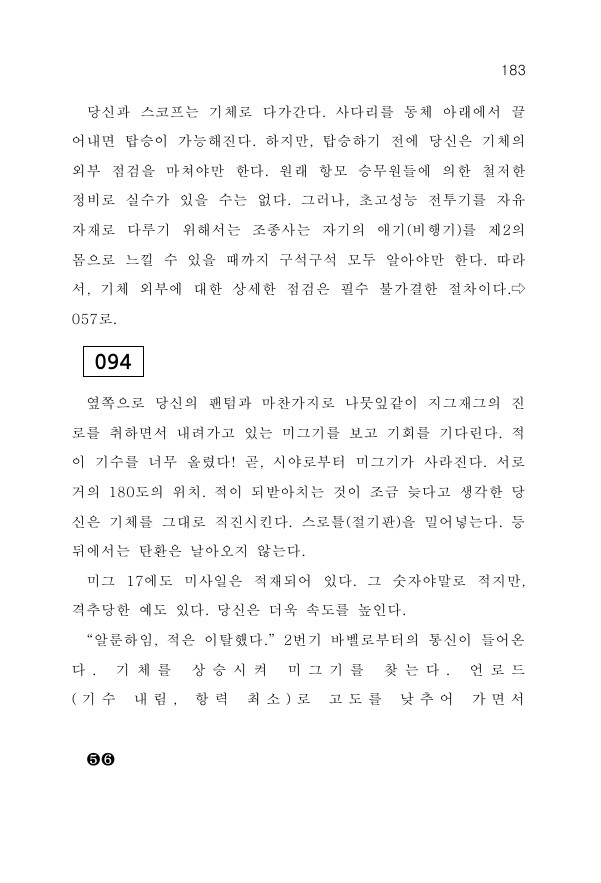 183
당신과 스코프는 기체로 다가간다. 사다리를 동체 아래에서 끌
어내면 탑승이 가능해진다. 하지만, 탑승하기 전에 당신은 기체의
외부 점검을 마쳐야만 한다. 원래 항모 승무원들에 의한 철저한
정비로 실수가 있을 수는 없다. 그러나, 초고성능 전투기를 자유
자재로 다루기 위해서는 조종사는 자기의 애기(비행기)를 제2의
몸으로 느낄 수 있을 때까지 구석구석 모두 알아야만 한다. 따라
서, 기체 외부에 대한 상세한 점검은 필수 불가결한 절차이다.⇨
057로.
094
옆쪽으로 당신의 팬텀과 마찬가지로 나뭇잎같이 지그재그의 진
로를 취하면서 내려가고 있는 미그기를 보고 기회를 기다린다. 적
이 기수를 너무 올렸다! 곧, 시야로부터 미그기가 사라진다. 서로
거의 180도의 위치. 적이 되받아치는 것이 조금 늦다고 생각한 당
신은 기체를 그대로 직진시킨다. 스로틀(절기판)을 밀어넣는다. 등
뒤에서는 탄환은 날아오지 않는다.
미그 17에도 미사일은 적재되어 있다. 그 숫자야말로 적지만,
격추당한 예도 있다. 당신은 더욱 속도를 높인다.
“알룬하임, 적은 이탈했다.” 2번기 바벨로부터의 통신이 들어온
다. 기체를 상승시켜 미그기를 찾는다. 언로드
(기수 내림, 항력 최소)로 고도를 낮추어 가면서
❺❻